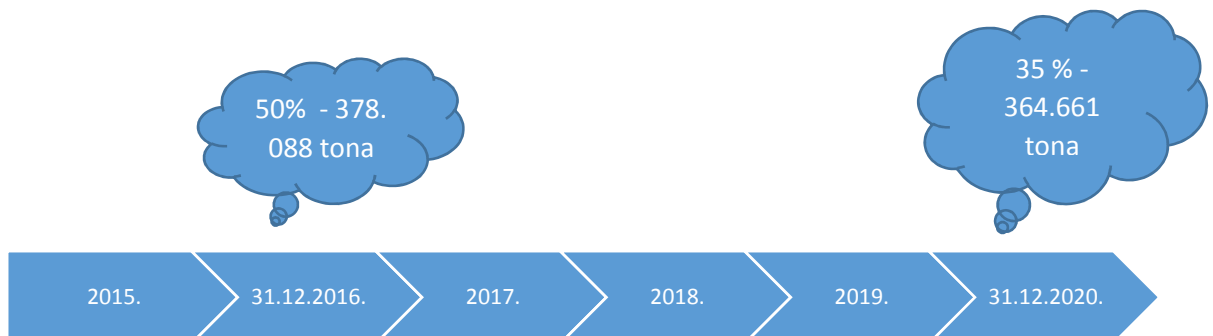 50% - 378.
088 tona
35 % -
364.661
tona
2015.
31.12.2016.
2017.
2018.
2019.
31.12.2020.